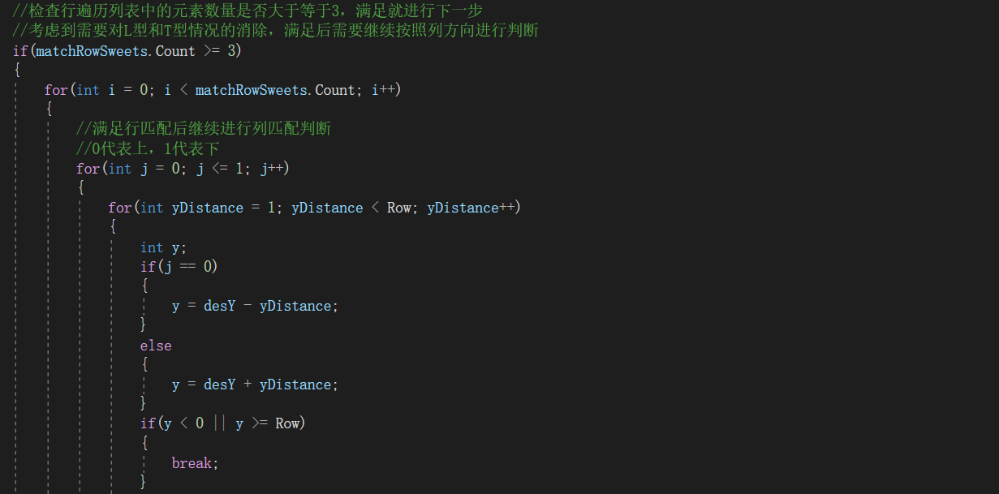 //检查行遍历列表中的元素数量是否大于等于3，满足就进行下一步
//考虑到需要对L型和T型情况的消除，满足后需要继续按照列方向进行判断
if(matchRowSweets.Count >= 3)
{
for(int i = 0; i < matchRowSweets.Count; i++)
{
//满足行匹配后继续进行列匹配判断
//0代表上，1代表下
for(int j = 0; j <= 1; j++)
{
for(int yDistance = 1; yDistance < Row; yDistance++)
{
int y;
if(j == 0)
{
y = desY - yDistance;
}
else
{
y = desY + yDistance;
}
if(y < 0 || y >= Row)
{
break;
}